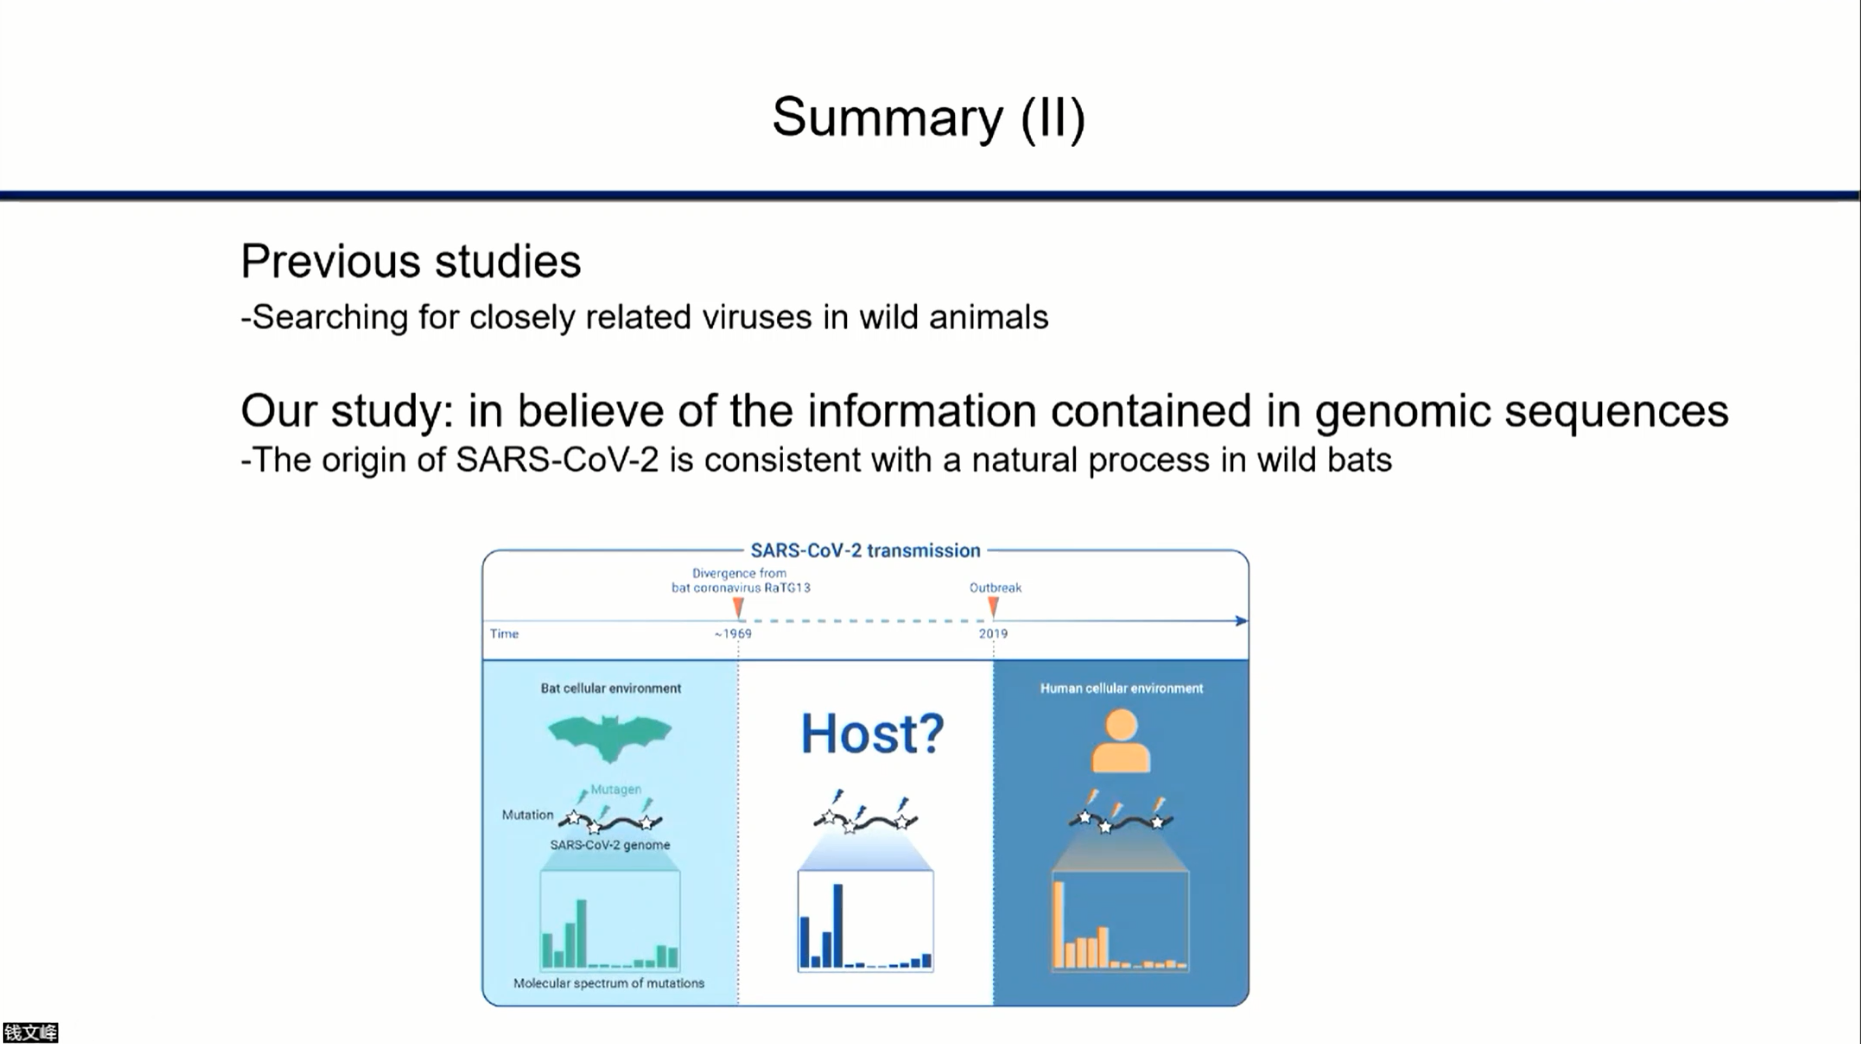 Summary (II)
Previous studies
-Searching for closely related viruses in wild animals
Our study: in believe of the information contained in genomic sequences
-The origin of SARS-CoV-2 is consistent with a natural process in wild bats
SARS-CoV-2 transmission
Divergence from
bat coronavirus RaTG13
Outbreak
Time
~1969
2019
Bat cellular environment
Mutagen
Mutation
SARS-CoV-2 genome
Molecular spectrum of mutations
Host?
Human cellular environment
钱文峰